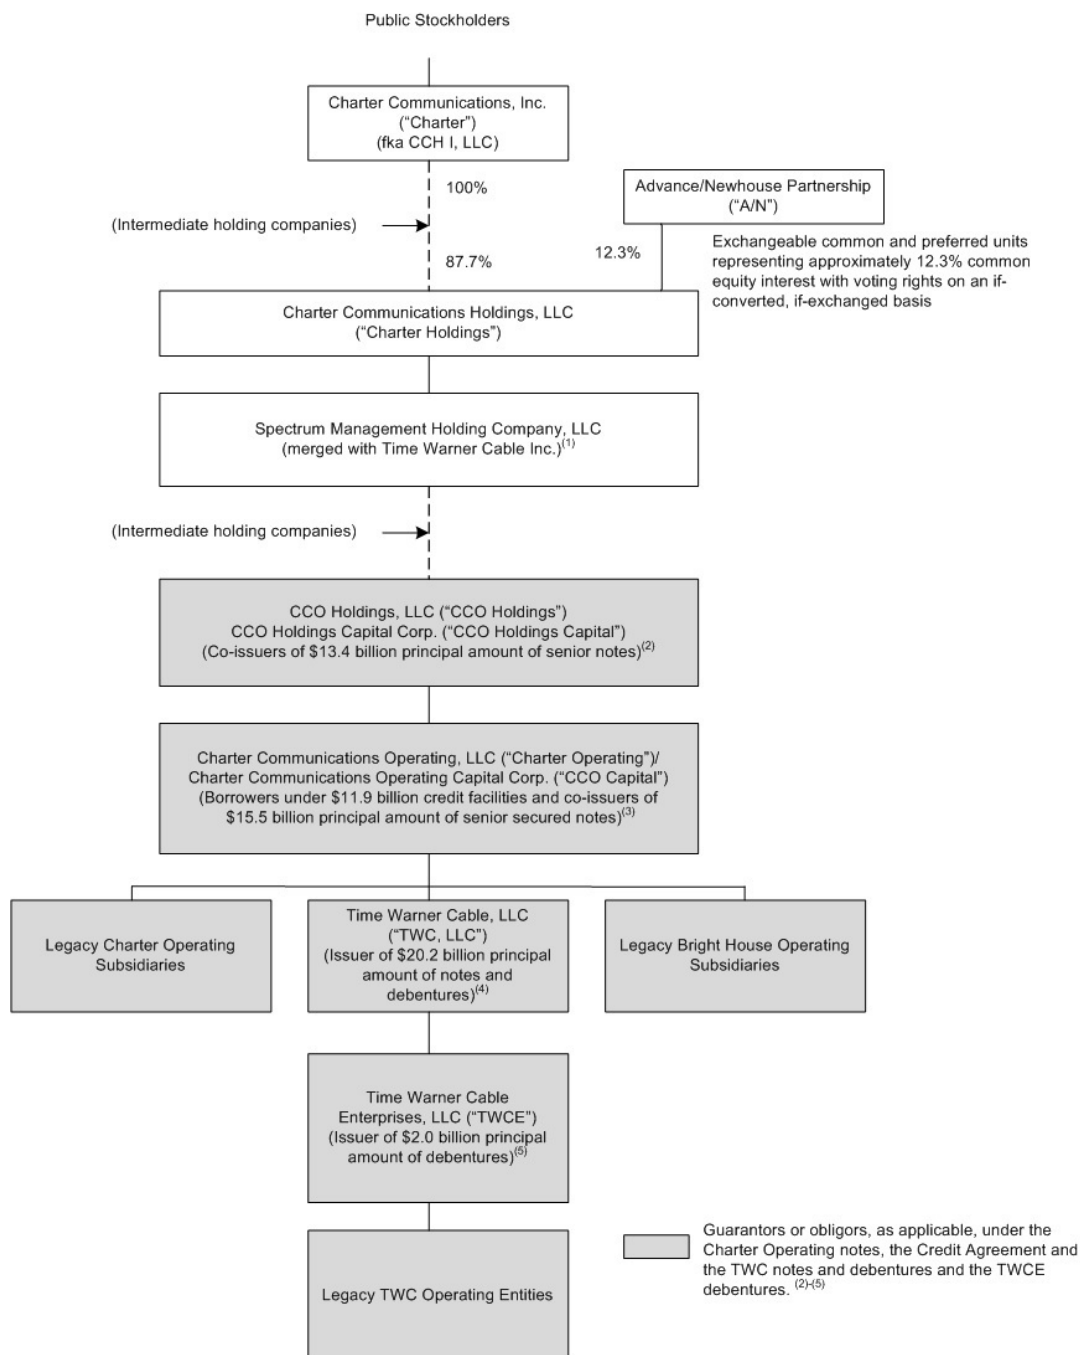 Public Stockholders
Charter Communications, Inc.
(“Charter”)
(fka CCH I, LLC)
100%
Advance/Newhouse Partnership
(“A/N”)
(Intermediate holding companies)
87.7%
12.3%
Exchangeable common and preferred units
representing approximately 12.3% common
equity interest with voting rights on an if-
converted, if-exchanged basis
Charter Communications Holdings, LLC
(“Charter Holdings”)
Spectrum Management Holding Company, LLC
(merged with Time Warner Cable Inc.)(1)
(Intermediate holding companies)
CCO Holdings, LLC (“CCO Holdings”)
CCO Holdings Capital Corp. (“CCO Holdings Capital”)
(Co-issuers of $13.4 billion principal amount of senior notes)(2)
Charter Communications Operating, LLC (“Charter Operating”)/
Charter Communications Operating Capital Corp. (“CCO Capital”)
(Borrowers under $11.9 billion credit facilities and co-issuers of
$15.5 billion principal amount of senior secured notes)(3)
Legacy Charter Operating
Subsidiaries
Time Warner Cable, LLC
(“TWC, LLC”)
(Issuer of $20.2 billion principal
amount of notes and
debentures)(4)
Legacy Bright House Operating
Subsidiaries
Time Warner Cable
Enterprises, LLC (“TWCE”)
(Issuer of $2.0 billion principal
amount of debentures)(5)
Legacy TWC Operating Entities
Guarantors or obligors, as applicable, under the
Charter Operating notes, the Credit Agreement and
the TWC notes and debentures and the TWCE
debentures. (2)-(5)